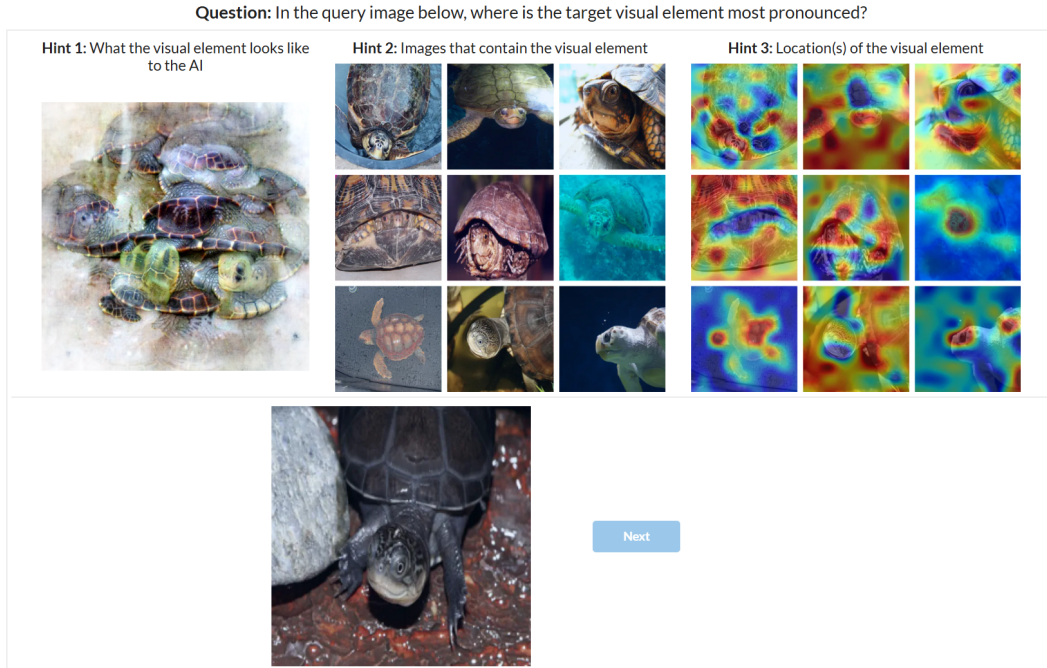 Question: In the query image below, where is the target visual element most pronounced?
Hint 1: What the visual element looks like
to the AI
Hint 2: Images that contain the visual element
Hint 3: Location(s) of the visual element
Next